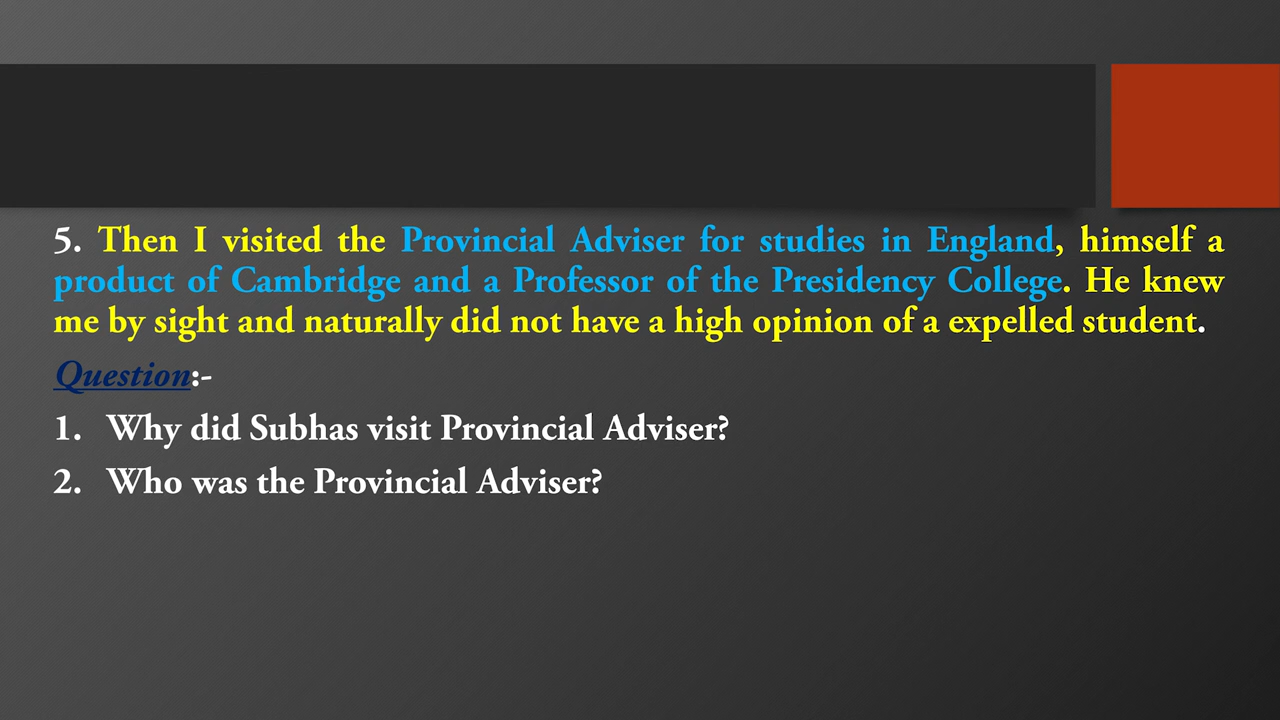 5. Then I visited the Provincial Adviser for studies in England, himself a
product of Cambridge and a Professor of the Presidency College. He knew
me by sight and naturally did not have a high opinion of a expelled student.
Question:-
1. Why did Subhas visit Provincial Adviser?
2. Who was the Provincial Adviser?